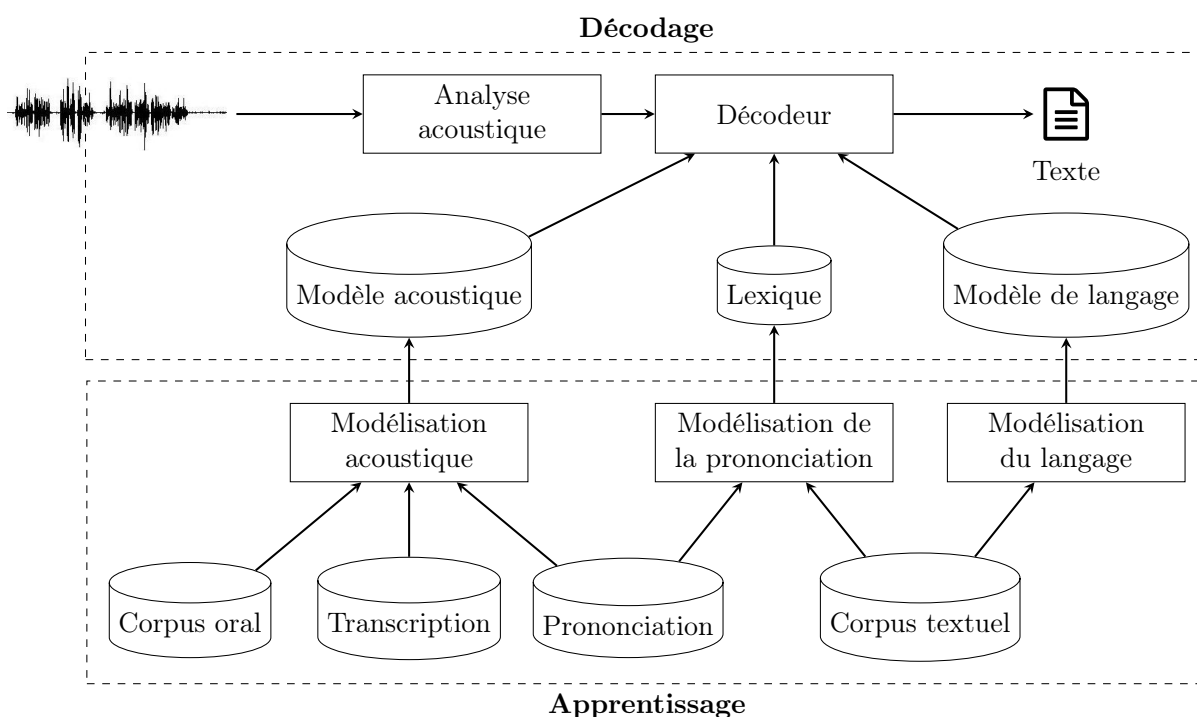 Décodage
Analyse
acoustique
Décodeur
Texte
Modèle acoustique
Lexique
Modèle de langage
Modélisation
acoustique
Modélisation de
la prononciation
Modélisation
du langage
Corpus oral
Transcription
Prononciation
Corpus textuel
Apprentissage